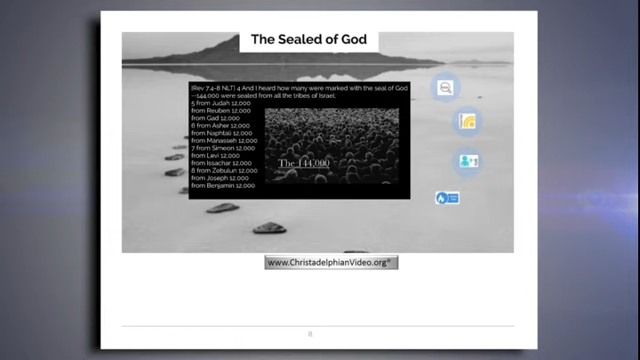 The Sealed of God
[Rev 7:4-8 NLT] 4 And I heard how many were marked with the seal of God
--144,000 were sealed from all the tribes of Israel:
5 from Judah 12,000
from Reuben 12,000
from Gad 12,000
6 from Asher 12,000
from Naphtali 12,000
from Manasseh 12,000
7 from Simeon 12,000
from Levi 12,000
from Issachar 12,000
8 from Zebulun 12,000
from Joseph 12,000
from Benjamin 12,000
The 144,000
www.ChristadelphianVideo.org®
8